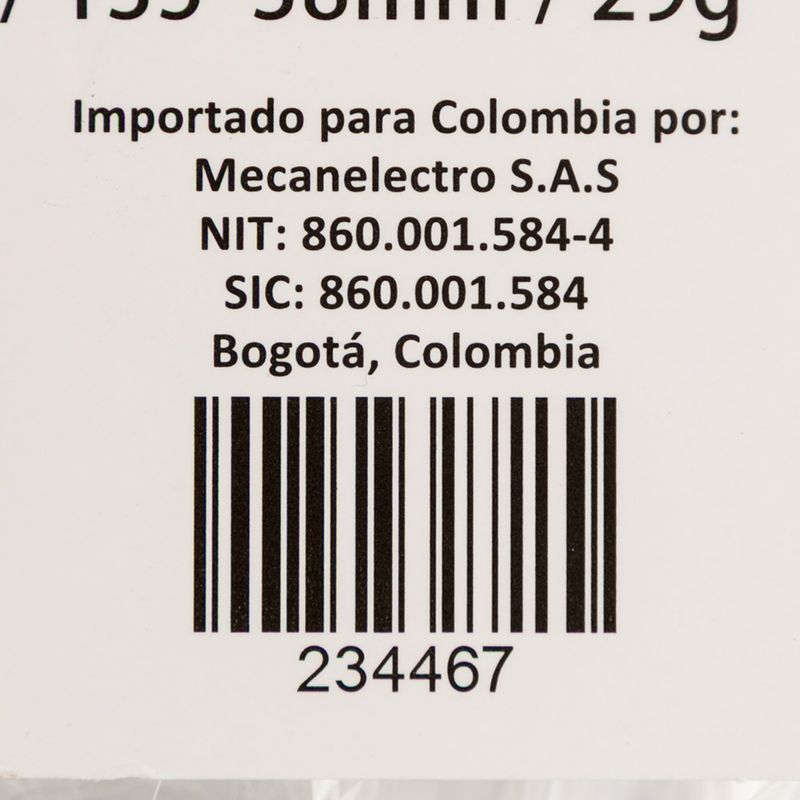 Importado para Colombia por:
Mecanelectro S.A.S
NIT: 860.001.584-4
SIC: 860.001.584
Bogotá, Colombia
234467